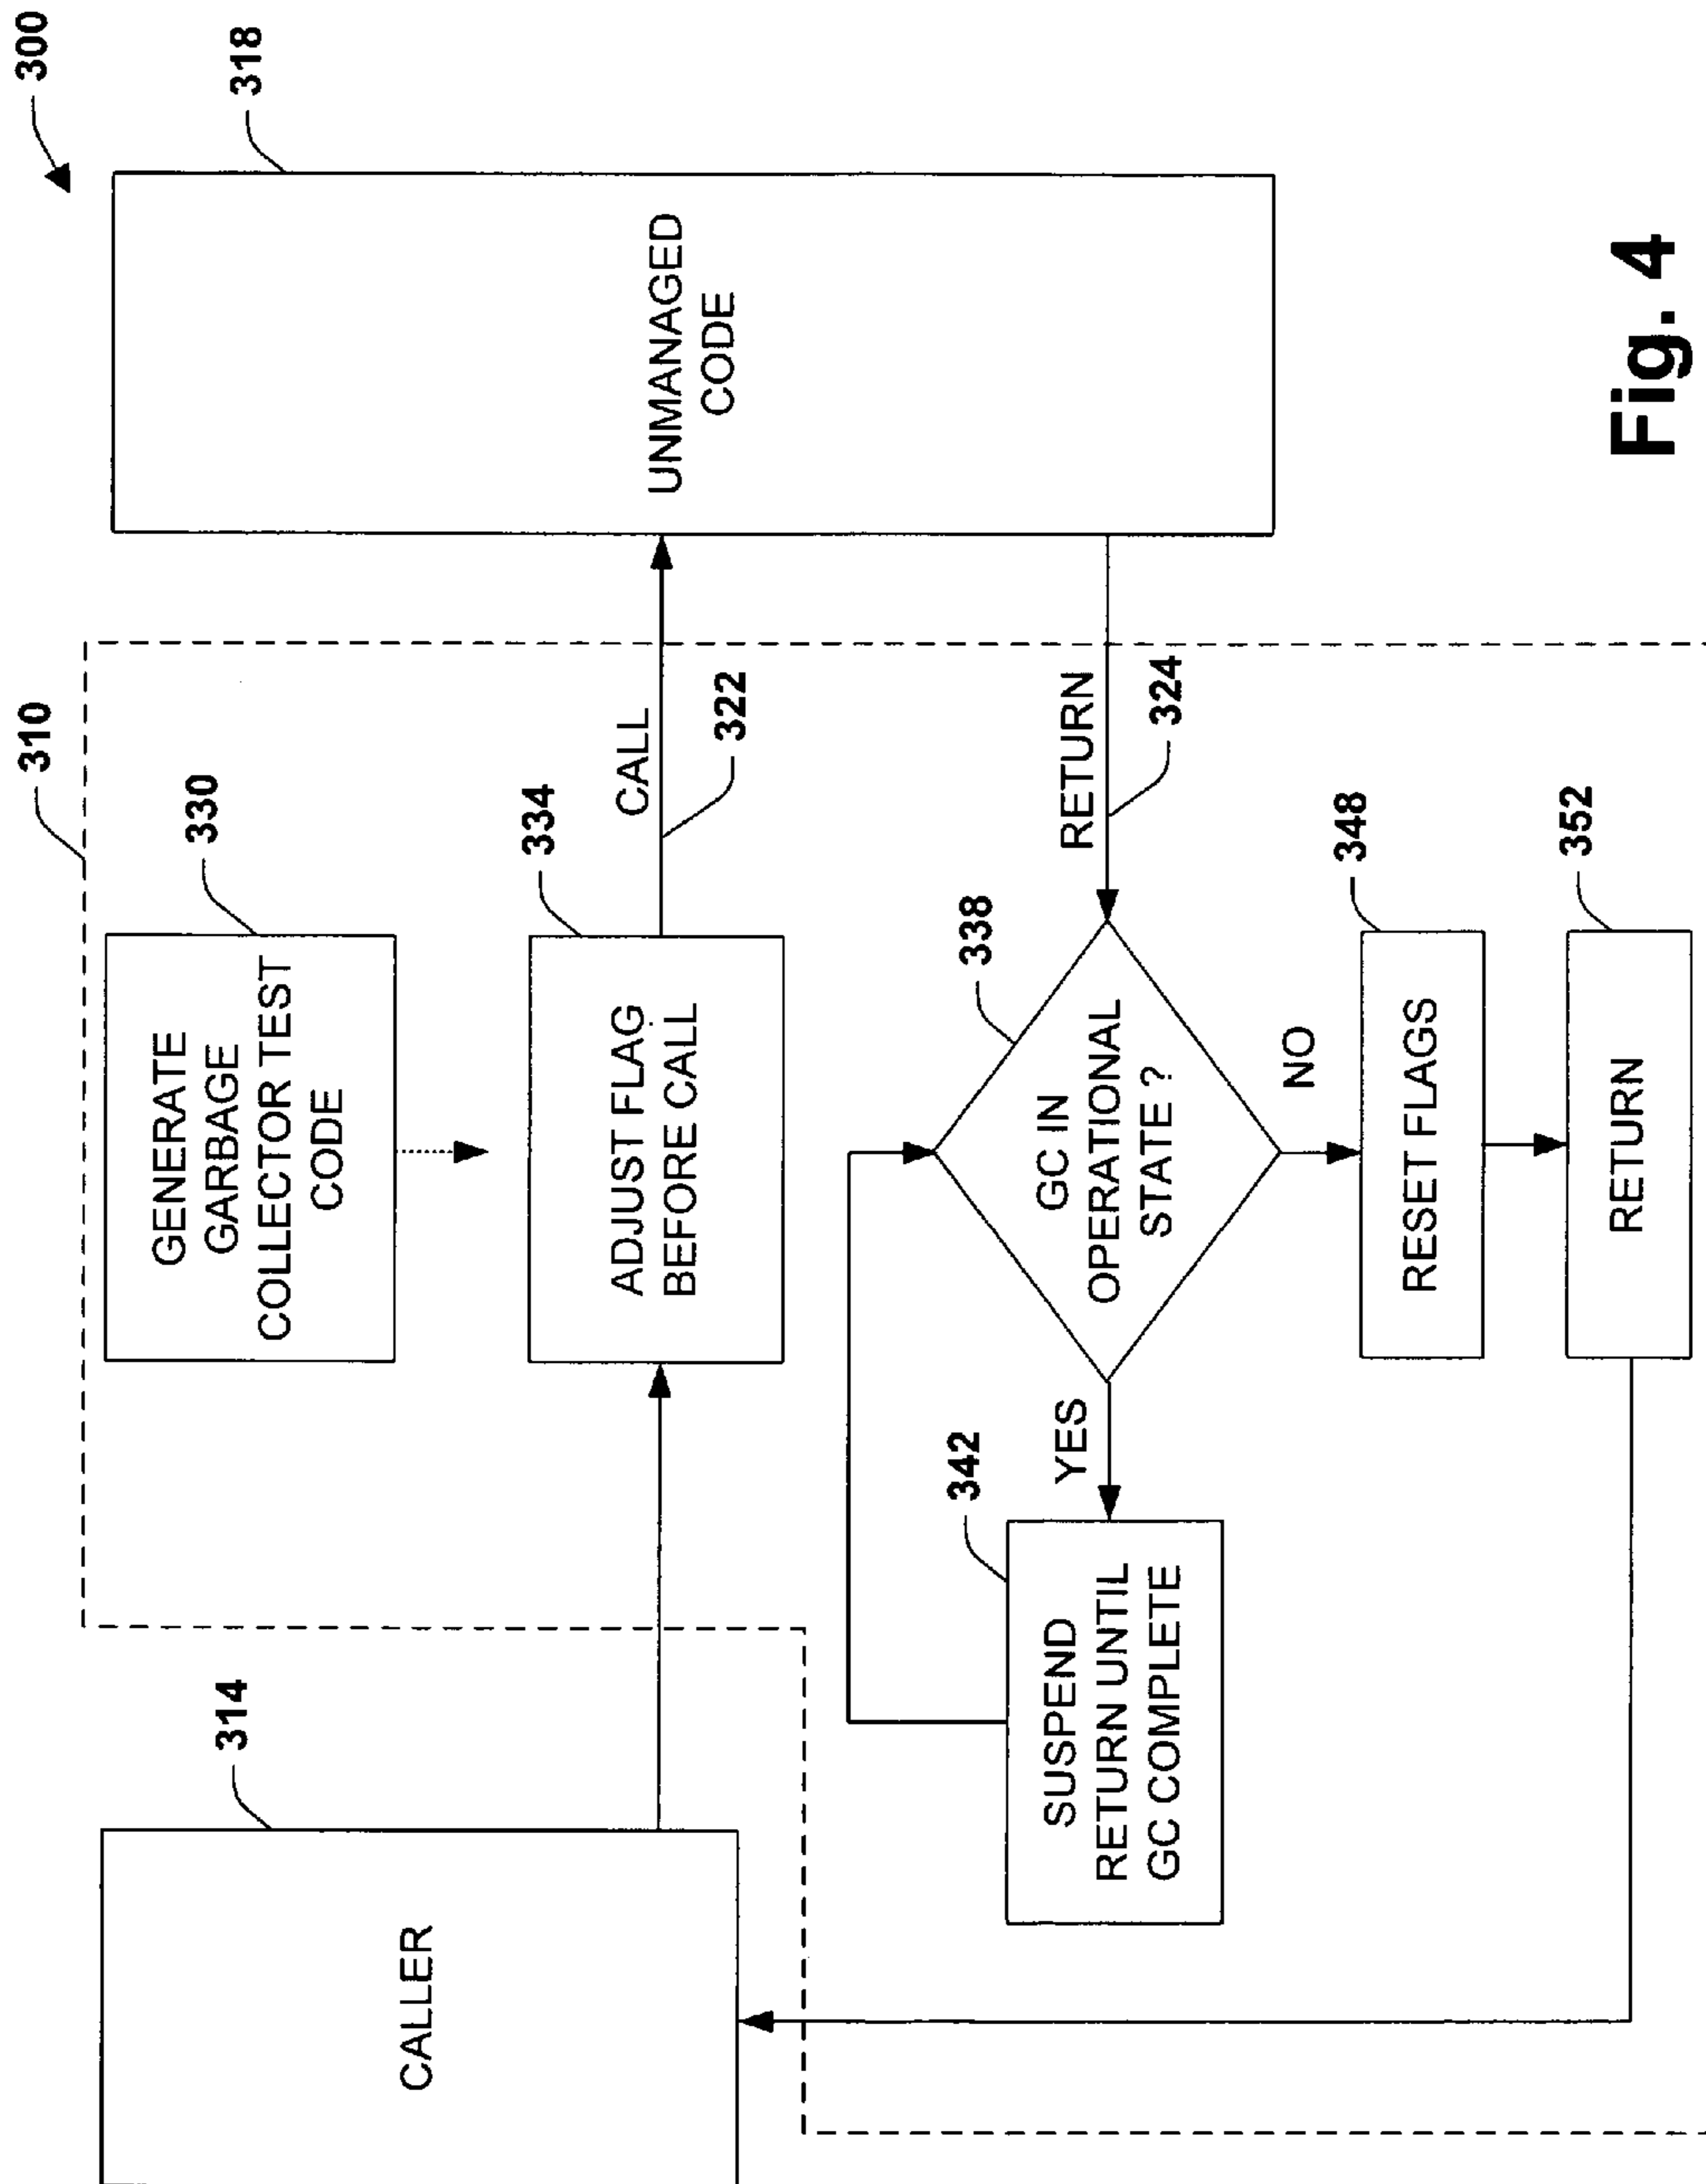 300
310
314
CALLER
330
GENERATE
GARBAGE
COLLECTOR TEST
CODE
334
ADJUST FLAG
BEFORE CALL
CALL
322
318
UNMANAGED
CODE
RETURN
324
338
GC IN
OPERATIONAL
STATE ?
YES
342
SUSPEND
RETURN UNTIL
GC COMPLETE
NO
348
RESET FLAGS
352
RETURN
Fig. 4